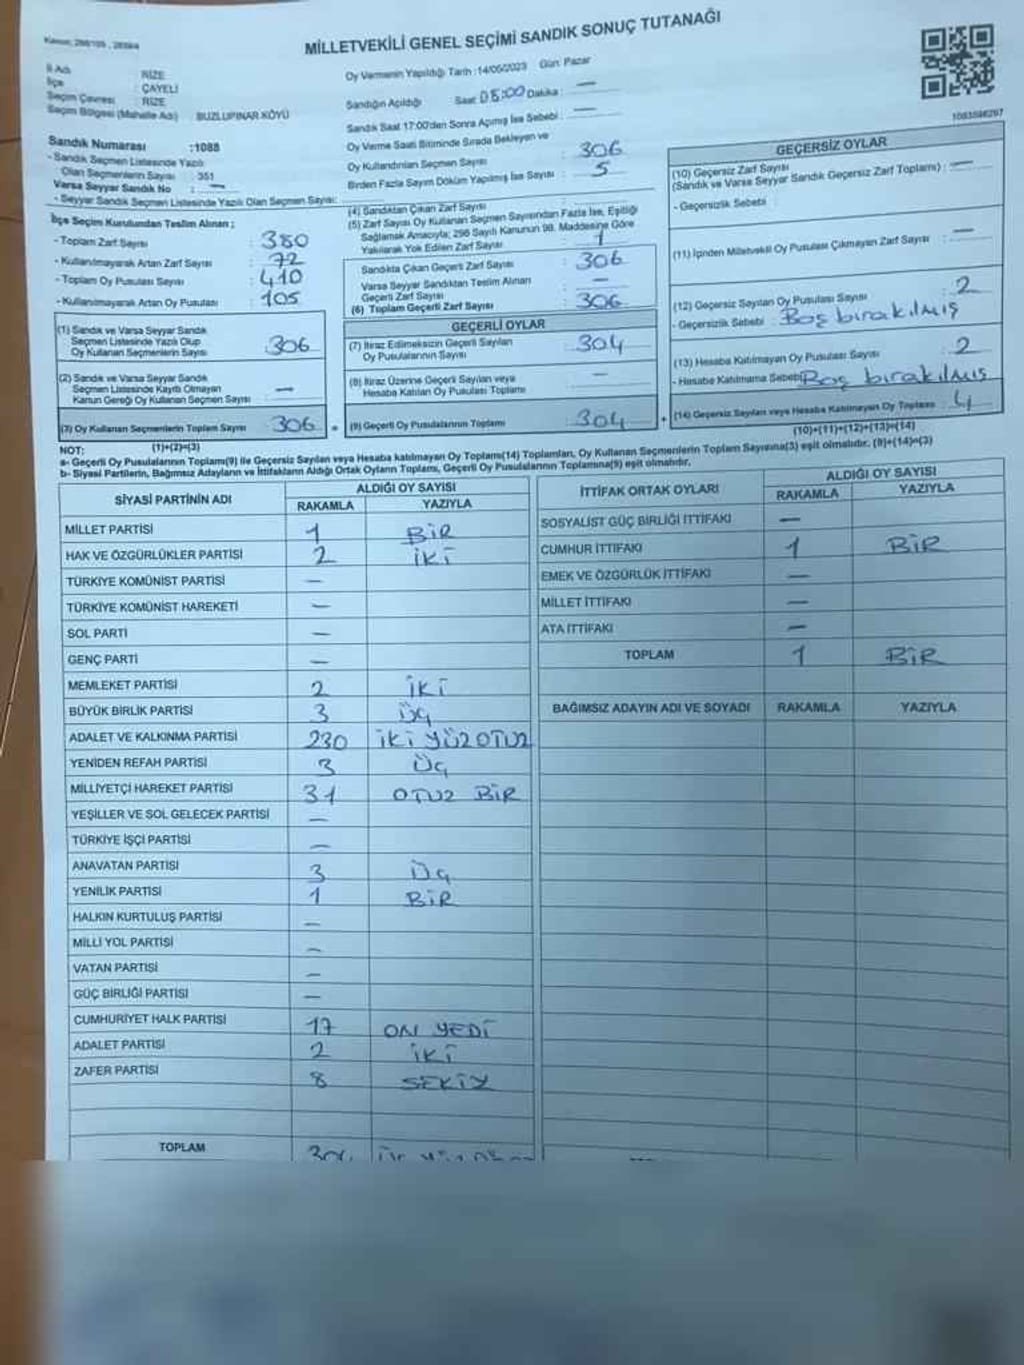 MİLLETVEKİLİ GENEL SEÇİMİ SANDIK SONUÇ TUTANAĞI
İl Adı : RİZE
İlçe : ÇAYELİ
Seçim Çevresi : RİZE
Seçim Bölgesi (Mahalle Adı) : BUZLUPINAR KÖYÜ
Oy Vermenin Yapıldığı Tarih :14/05/2023 Gün: Pazar
Sandığın Açıldığı Saat: 08:00 Dakika : —
Sandık Saat 17:00'den Sonra Açılmış İse Sebebi : —
Sandık Numarası :1088
- Sandık Seçmen Listesinde Yazılı
Olan Seçmenlerin Sayısı : 351
Varsa Seyyar Sandık No : —
- Seyyar Sandık Seçmen Listesinde Yazılı Olan Seçmen Sayısı:
Oy Verme Saati Bitiminde Sırada Bekleyen ve
Oy Kullandırılan Seçmen Sayısı : 306
Birden Fazla Sayım Döküm Yapılmış İse Sayısı : 5
İlçe Seçim Kurulundan Teslim Alınan ;
- Toplam Zarf Sayısı : 380
- Kullanılmayarak Artan Zarf Sayısı : 72
- Toplam Oy Pusulası Sayısı : 410
- Kullanılmayarak Artan Oy Pusulası : 105
(1) Sandık ve Varsa Seyyar Sandık
Seçmen Listesinde Yazılı Olup
Oy Kullanan Seçmenlerin Sayısı : 306
(2) Sandık ve Varsa Seyyar Sandık
Seçmen Listesinde Kayıtlı Olmayan
Kanun Gereği Oy Kullanan Seçmen Sayısı : —
(3) Oy Kullanan Seçmenlerin Toplam Sayısı : 306
(1)+(2)=(3)
(4) Sandıktan Çıkan Zarf Sayısı :
(5) Zarf Sayısı Oy Kullanan Seçmen Sayısından Fazla İse, Eşitliği
Sağlamak Amacıyla; 298 Sayılı Kanunun 98. Maddesine Göre
Yakılarak Yok Edilen Zarf Sayısı : 1
Sandıkta Çıkan Geçerli Zarf Sayısı : 306
Varsa Seyyar Sandıktan Teslim Alınan
Geçerli Zarf Sayısı : —
(6) Toplam Geçerli Zarf Sayısı : 306
GEÇERLİ OYLAR
(7) İtiraz Edilmeksizin Geçerli Sayılan
Oy Pusulalarının Sayısı : 304
(8) İtiraz Üzerine Geçerli Sayılan veya
Hesaba Katılan Oy Pusulası Toplamı : —
= (9) Geçerli Oy Pusulalarının Toplamı : 304
1083598297
GEÇERSİZ OYLAR
(10) Geçersiz Zarf Sayısı
(Sandık ve Varsa Seyyar Sandık Geçersiz Zarf Toplamı) : —
- Geçersizlik Sebebi :
(11) İçinden Milletvekili Oy Pusulası Çıkmayan Zarf Sayısı : —
(12) Geçersiz Sayılan Oy Pusulası Sayısı : 2
- Geçersizlik Sebebi : Boş bırakılmış
(13) Hesaba Katılmayan Oy Pusulası Sayısı : 2
- Hesaba Katılmama Sebebi: Boş bırakılmış
+ (14) Geçersiz Sayılan veya Hesaba Katılmayan Oy Toplamı : 4
(10)+(11)+(12)+(13)=(14)
NOT:
a- Geçerli Oy Pusulalarının Toplamı(9) ile Geçersiz Sayılan veya Hesaba katılmayan Oy Toplamı(14) Toplamları, Oy Kullanan Seçmenlerin Toplam Sayısına(3) eşit olmalıdır. (9)+(14)=(3)
b- Siyasi Partilerin, Bağımsız Adayların ve İttifakların Aldığı Ortak Oyların Toplamı, Geçerli Oy Pusulalarının Toplamına(9) eşit olmalıdır.
SİYASİ PARTİNİN ADI ALDIĞI OY SAYISI
RAKAMLA YAZIYLA
MİLLET PARTİSİ 1 BİR
HAK VE ÖZGÜRLÜKLER PARTİSİ 2 İKİ
TÜRKİYE KOMÜNİST PARTİSİ —
TÜRKİYE KOMÜNİST HAREKETİ —
SOL PARTİ —
GENÇ PARTİ —
MEMLEKET PARTİSİ 2 İKİ
BÜYÜK BİRLİK PARTİSİ 3 ÜÇ
ADALET VE KALKINMA PARTİSİ 230 İKİ YÜZ OTUZ
YENİDEN REFAH PARTİSİ 3 ÜÇ
MİLLİYETÇİ HAREKET PARTİSİ 31 OTUZ BİR
YEŞİLLER VE SOL GELECEK PARTİSİ —
TÜRKİYE İŞÇİ PARTİSİ —
ANAVATAN PARTİSİ 3 ÜÇ
YENİLİK PARTİSİ 1 BİR
HALKIN KURTULUŞ PARTİSİ —
MİLLİ YOL PARTİSİ —
VATAN PARTİSİ —
GÜÇ BİRLİĞİ PARTİSİ —
CUMHURİYET HALK PARTİSİ 17 ON YEDİ
ADALET PARTİSİ 2 İKİ
ZAFER PARTİSİ 8 SEKİZ
TOPLAM
İTTİFAK ORTAK OYLARI ALDIĞI OY SAYISI
RAKAMLA YAZIYLA
SOSYALİST GÜÇ BİRLİĞİ İTTİFAKI —
CUMHUR İTTİFAKI 1 BİR
EMEK VE ÖZGÜRLÜK İTTİFAKI —
MİLLET İTTİFAKI —
ATA İTTİFAKI —
TOPLAM 1 BİR
BAĞIMSIZ ADAYIN ADI VE SOYADI RAKAMLA YAZIYLA